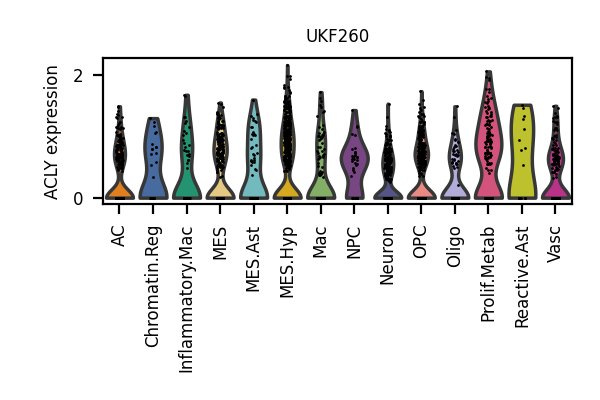 UKF260
ACLY expression
2
0
AC
Chromatin.Reg
Inflammatory.Mac
MES
MES.Ast
MES.Hyp
Mac
NPC
Neuron
OPC
Oligo
Prolif.Metab
Reactive.Ast
Vasc